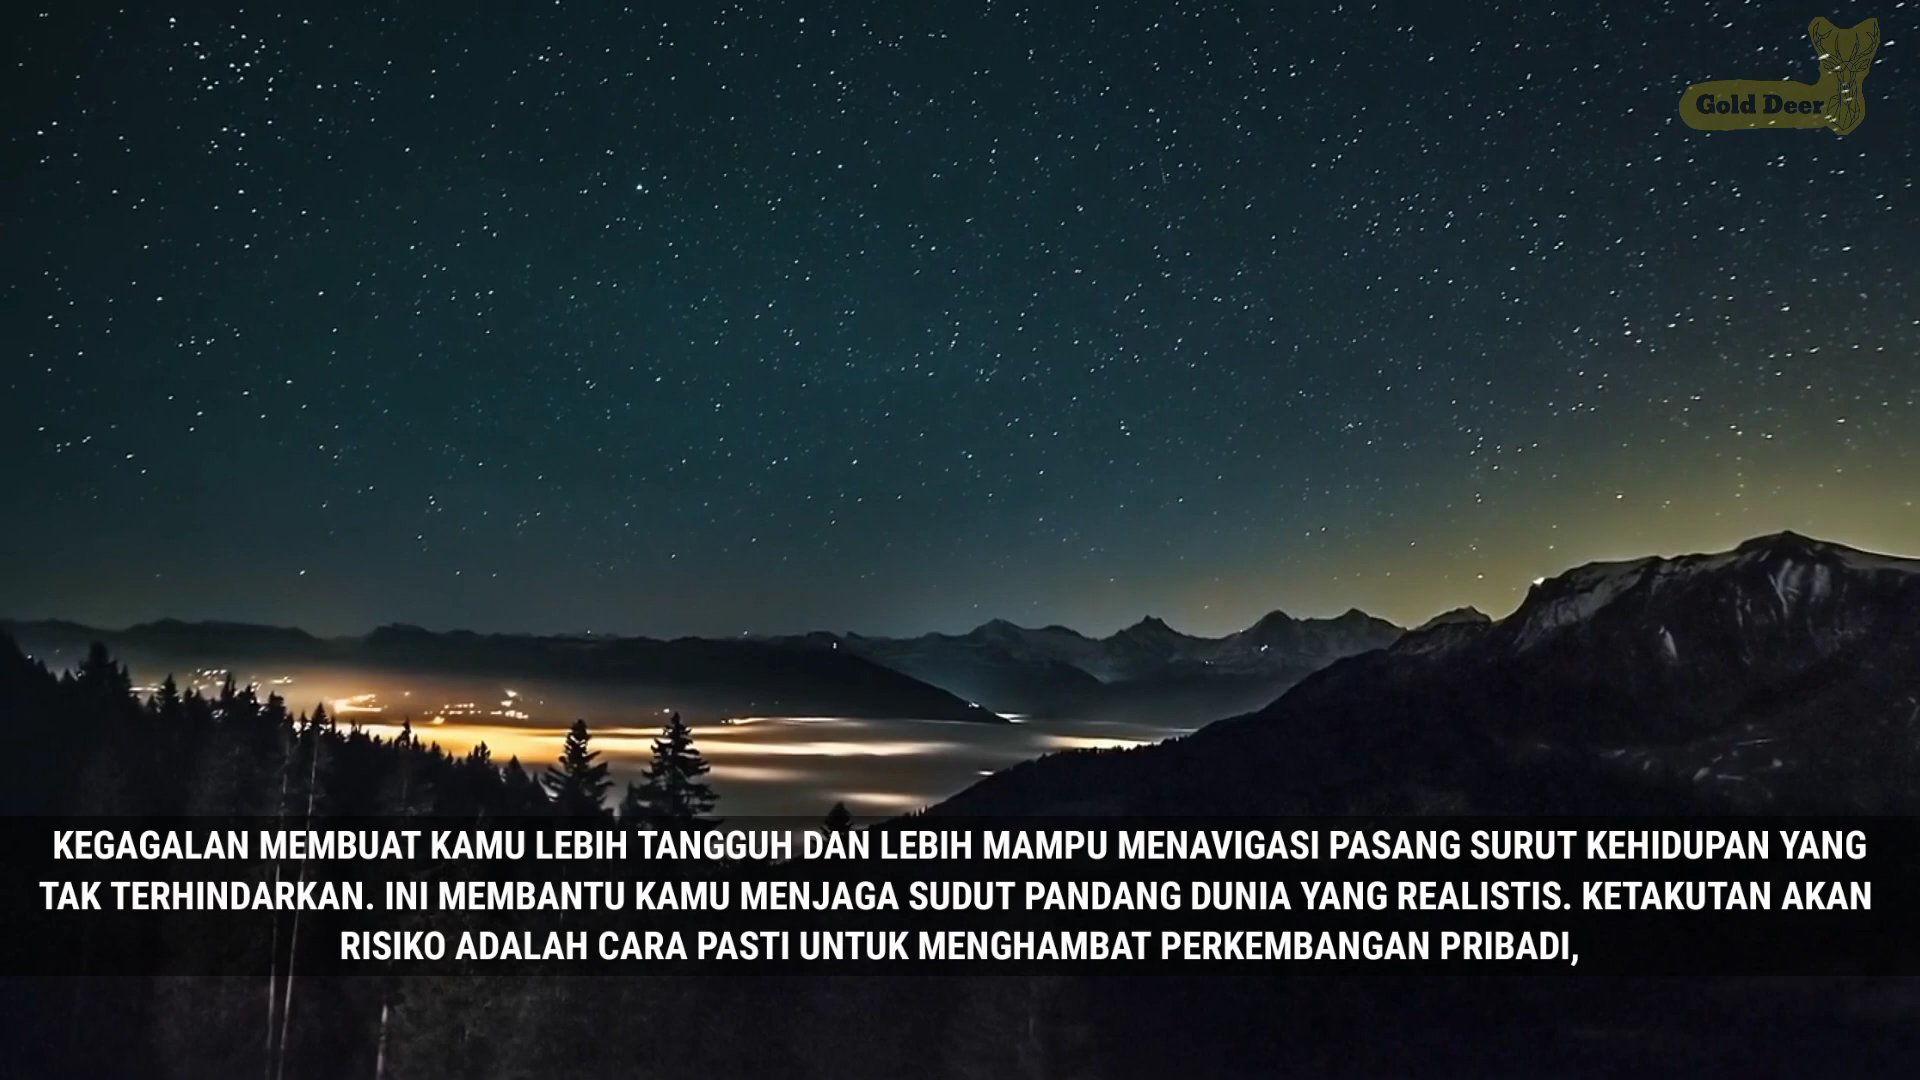 Gold Deer
KEGAGALAN MEMBUAT KAMU LEBIH TANGGUH DAN LEBIH MAMPU MENAVIGASI PASANG SURUT KEHIDUPAN YANG
TAK TERHINDARKAN. INI MEMBANTU KAMU MENJAGA SUDUT PANDANG DUNIA YANG REALISTIS. KETAKUTAN AKAN
RISIKO ADALAH CARA PASTI UNTUK MENGHAMBAT PERKEMBANGAN PRIBADI,